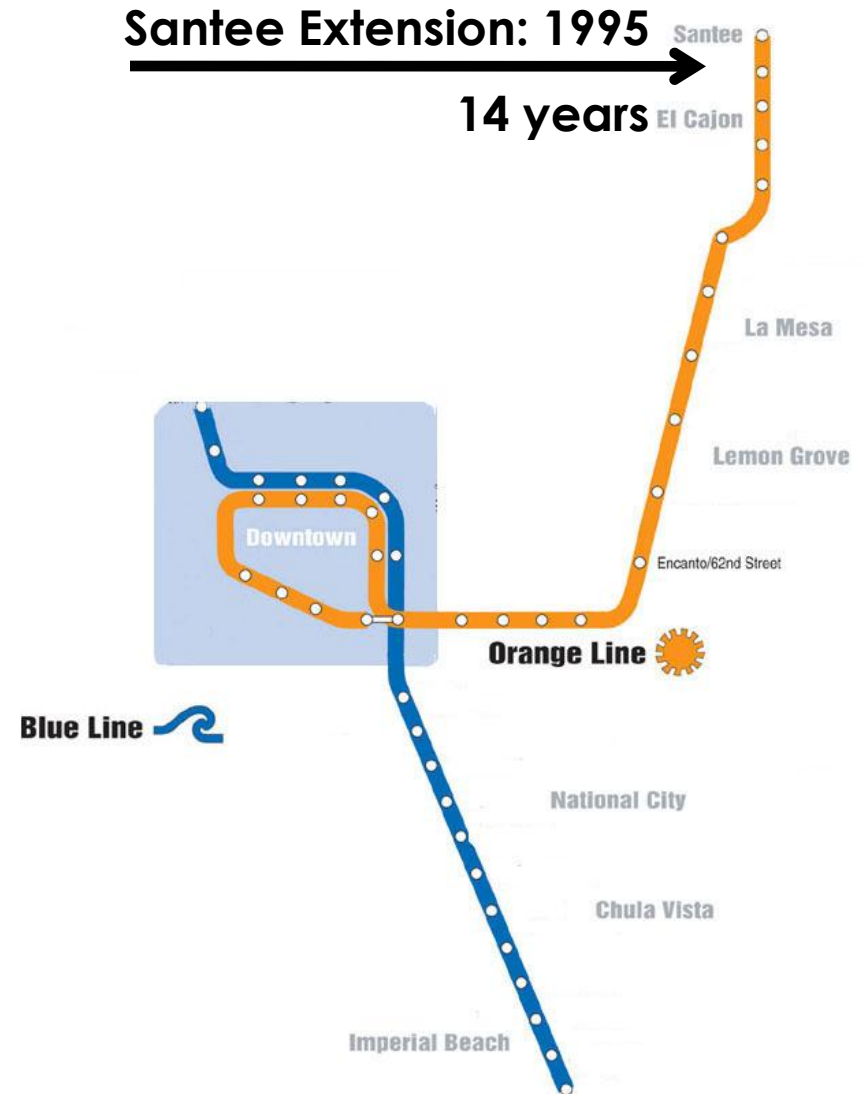 Santee Extension: 1995
Santee
14 years
El Cajon
La Mesa
Lemon Grove
Downtown
Encanto/62nd Street
Orange Line
Blue Line
National City
Chula Vista
Imperial Beach